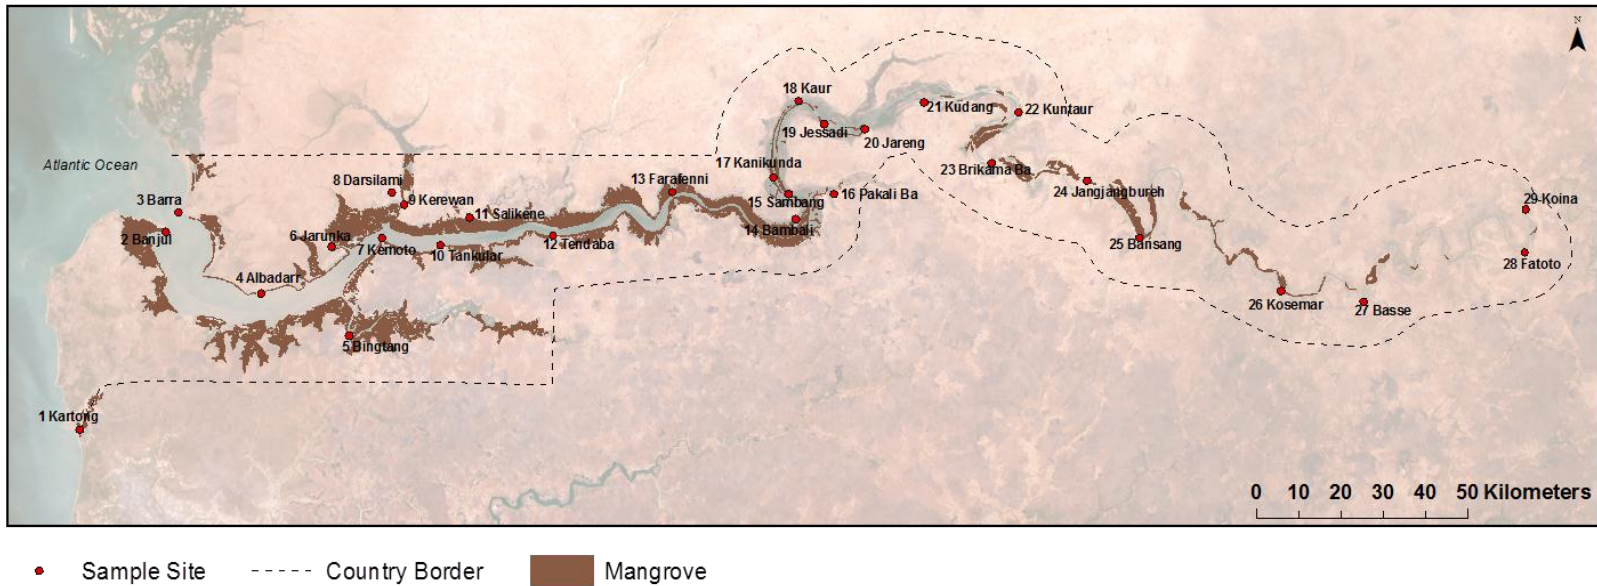 N
18 Kaur
21 Kudang
22 Kuntaur
19 Jessadi
20 Jareng
Atlantic Ocean
17 Kanikunda
23 Brikama Ba
8 Darsilami
13 Farafenni
24 Jangjangbureh
3 Barra
9 Kerewan
15 Sambang
16 Pakali Ba
29 Koina
11 Salikene
2 Banjul
6 Jarunka
14 Bambali
7 Kemoto
10 Tankular
12 Tendaba
25 Bansang
28 Fatoto
4 Albadarr
26 Kosemar
27 Basse
5 Bingtang
1 Kartong
0 10 20 30 40 50 Kilometers
Sample Site Country Border Mangrove